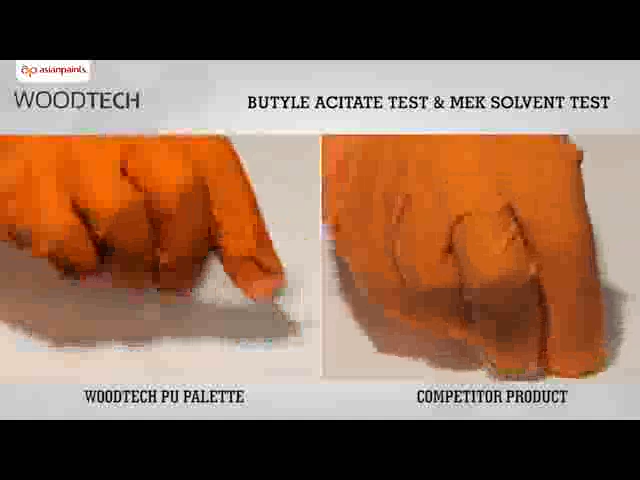 asianpaints
WOODTECH
BUTYLE ACITATE TEST & MEK SOLVENT TEST
WOODTECH PU PALETTE
COMPETITOR PRODUCT